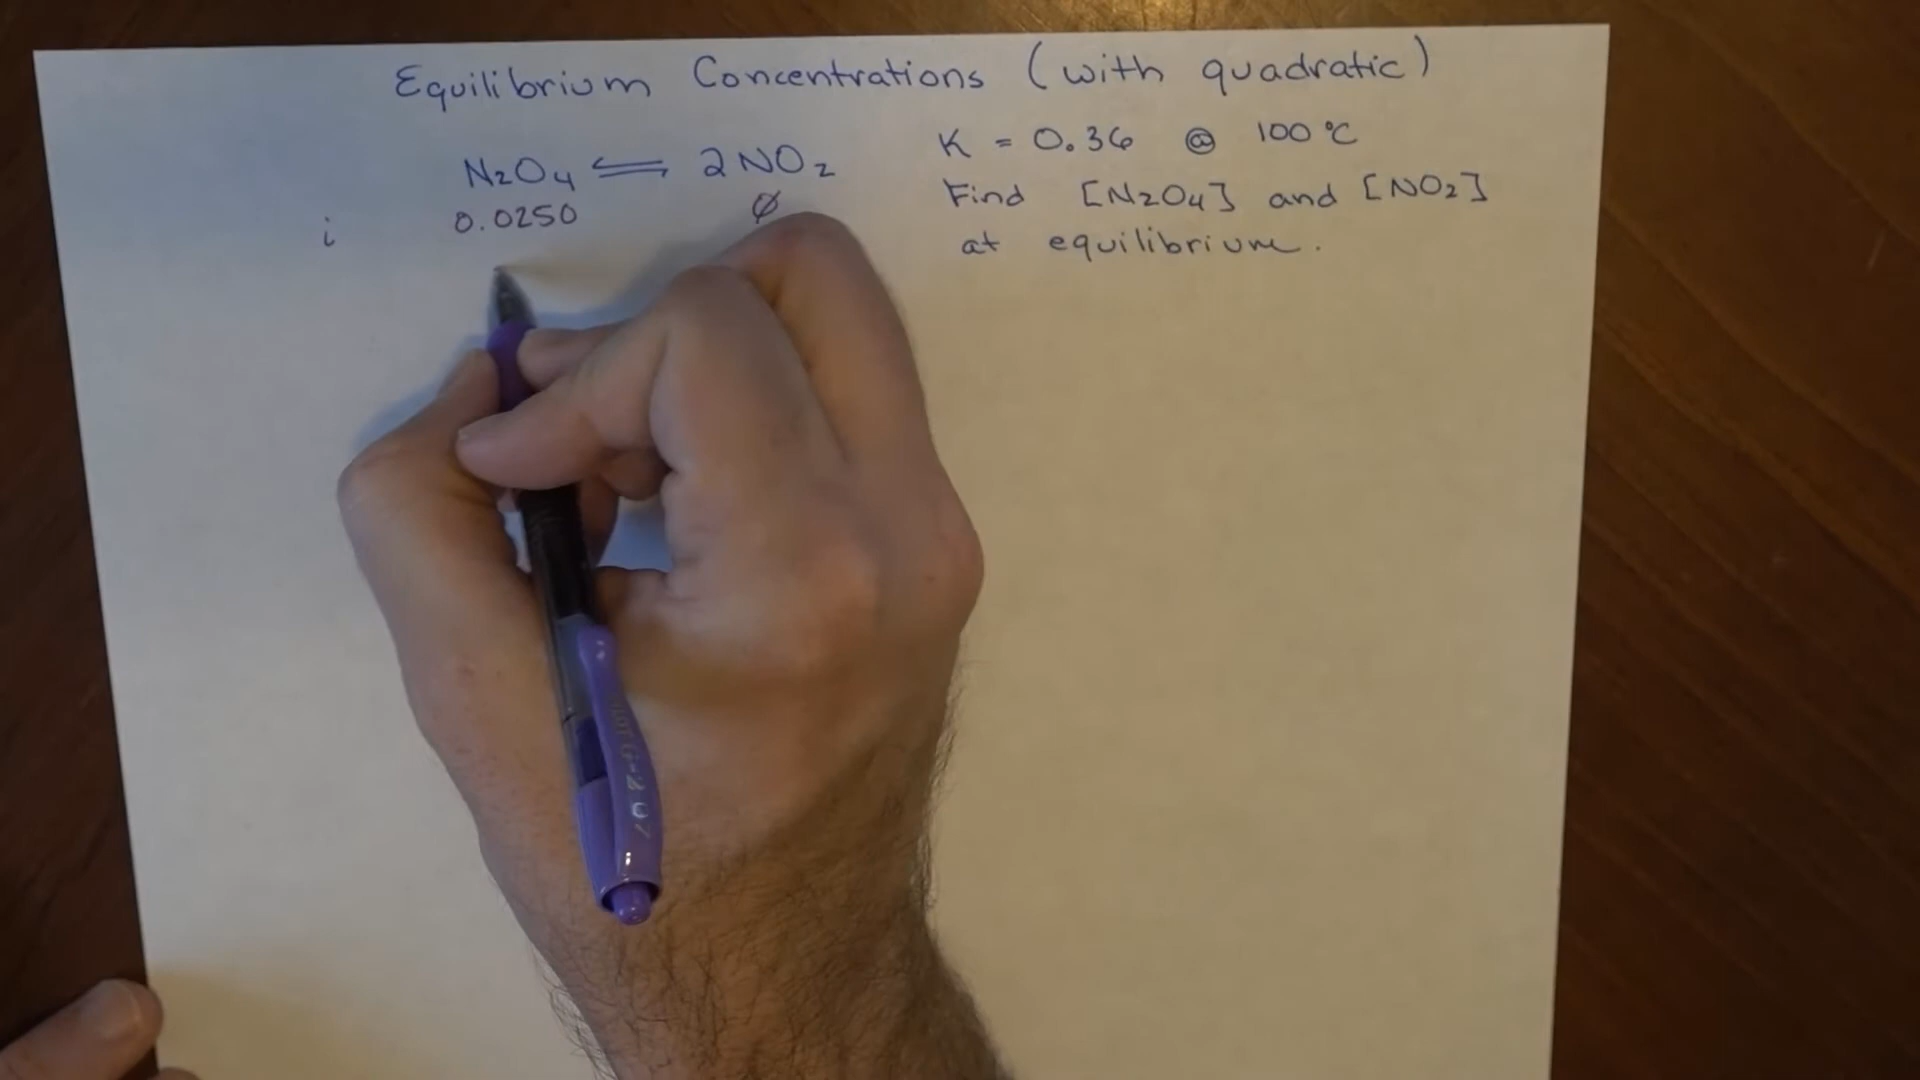 Equilibrium Concentrations (with quadratic)
N2O4 ⇌ 2NO2
i 0.0250 ∅
K = 0.36 @ 100 °C
Find [N2O4] and [NO2]
at equilibrium.